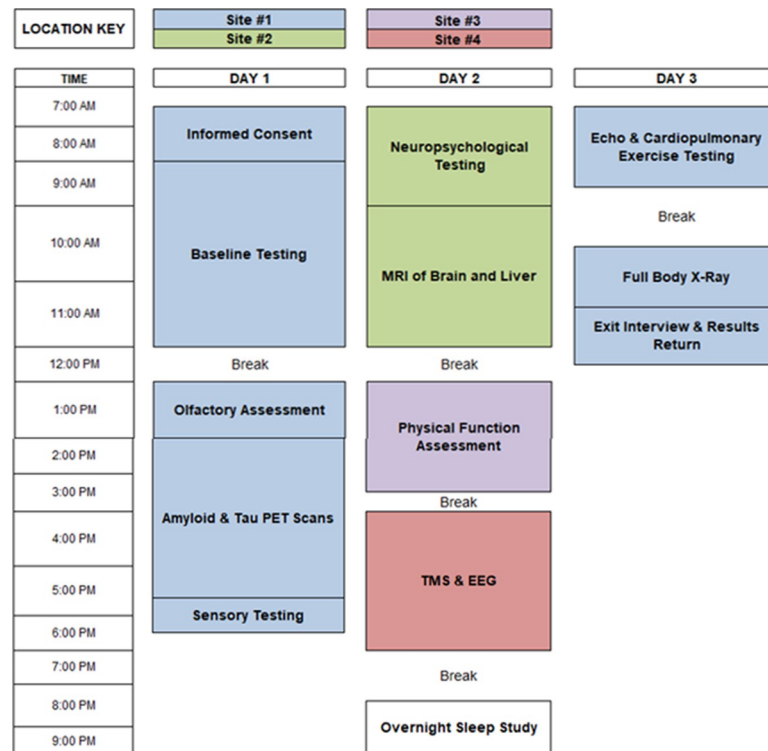 LOCATION KEY
Site #1
Site #3
Site #2
Site #4
TIME
DAY 1
DAY 2
DAY 3
7:00 AM
8:00 AM
9:00 AM
10:00 AM
11:00 AM
12:00 PM
1:00 PM
2:00 PM
3:00 PM
4:00 PM
5:00 PM
6:00 PM
7:00 PM
8:00 PM
9:00 PM
Informed Consent
Baseline Testing
Break
Olfactory Assessment
Amyloid & Tau PET Scans
Sensory Testing
Neuropsychological
Testing
MRI of Brain and Liver
Break
Physical Function
Assessment
Break
TMS & EEG
Break
Overnight Sleep Study
Echo & Cardiopulmonary
Exercise Testing
Break
Full Body X-Ray
Exit Interview & Results
Return